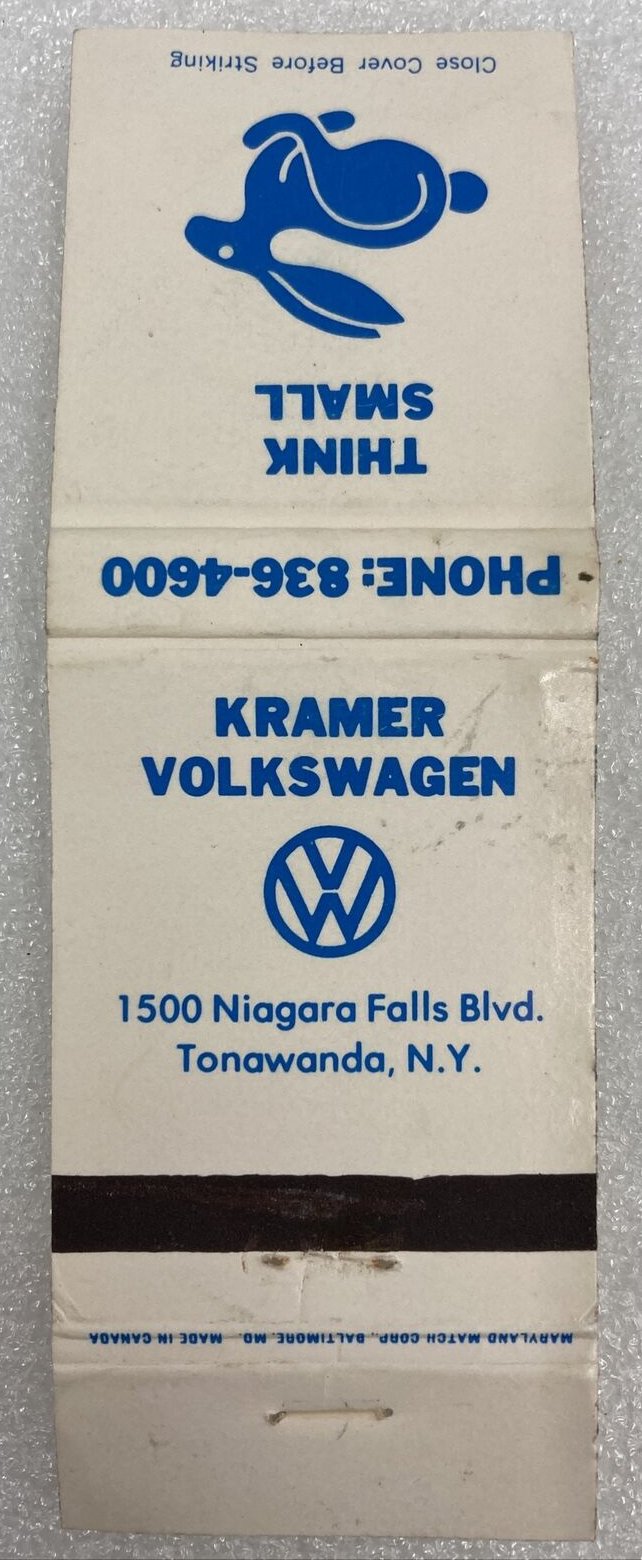 Close Cover Before Striking
THINK
SMALL
PHONE: 836-4600
KRAMER
VOLKSWAGEN
VW
1500 Niagara Falls Blvd.
Tonawanda, N.Y.
MARYLAND MATCH CORP., BALTIMORE, MD. MADE IN CANADA